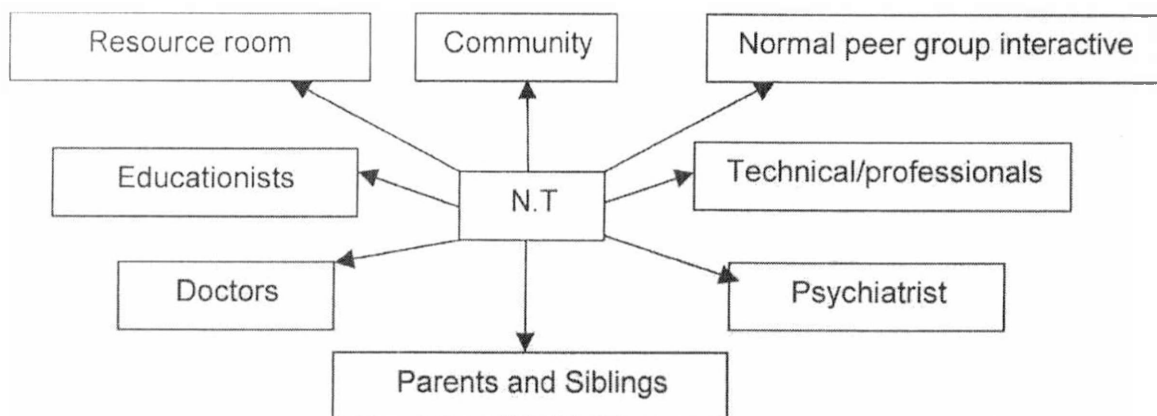 Resource room
Community
Normal peer group interactive
Educationists
N.T
Technical/professionals
Doctors
Psychiatrist
Parents and Siblings